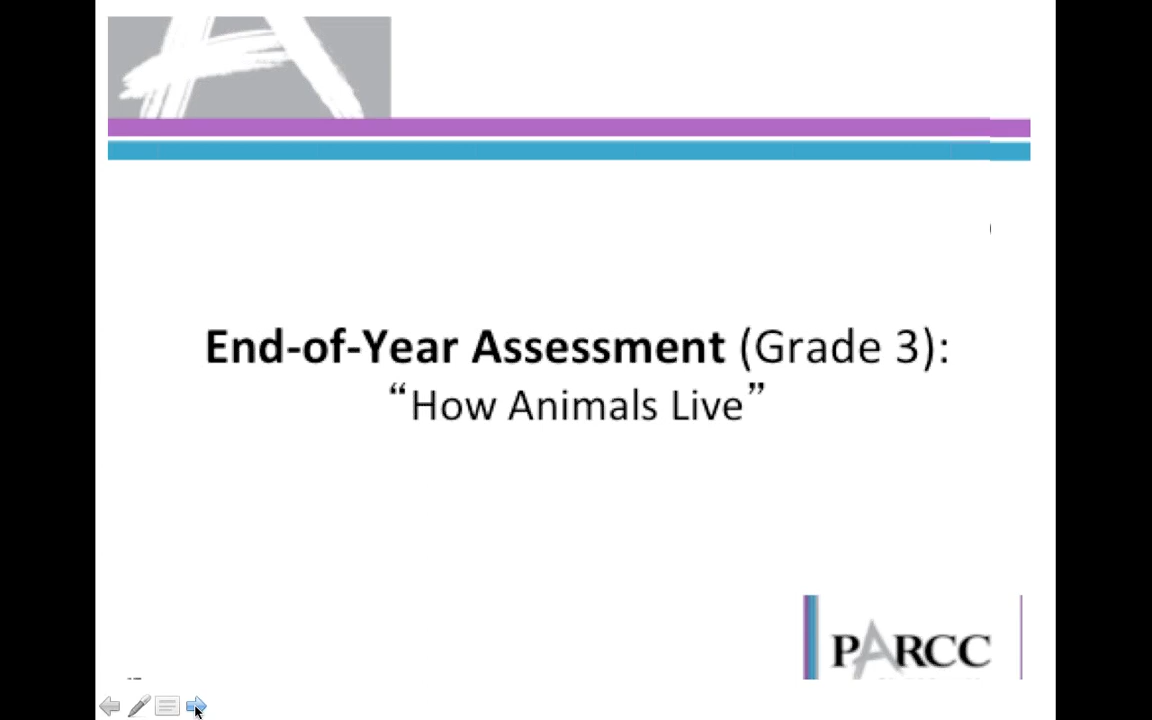 End-of-Year Assessment (Grade 3):
“How Animals Live”
PARCC